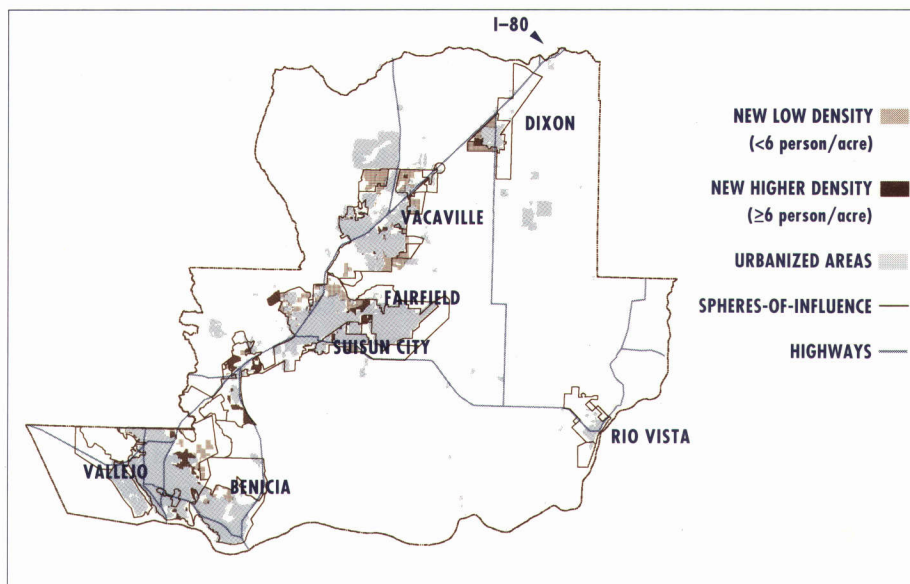 I–80
DIXON
VACAVILLE
FAIRFIELD
SUISUN CITY
RIO VISTA
VALLEJO
BENICIA
NEW LOW DENSITY
(<6 person/acre)
NEW HIGHER DENSITY
(≥6 person/acre)
URBANIZED AREAS
SPHERES-OF-INFLUENCE
HIGHWAYS